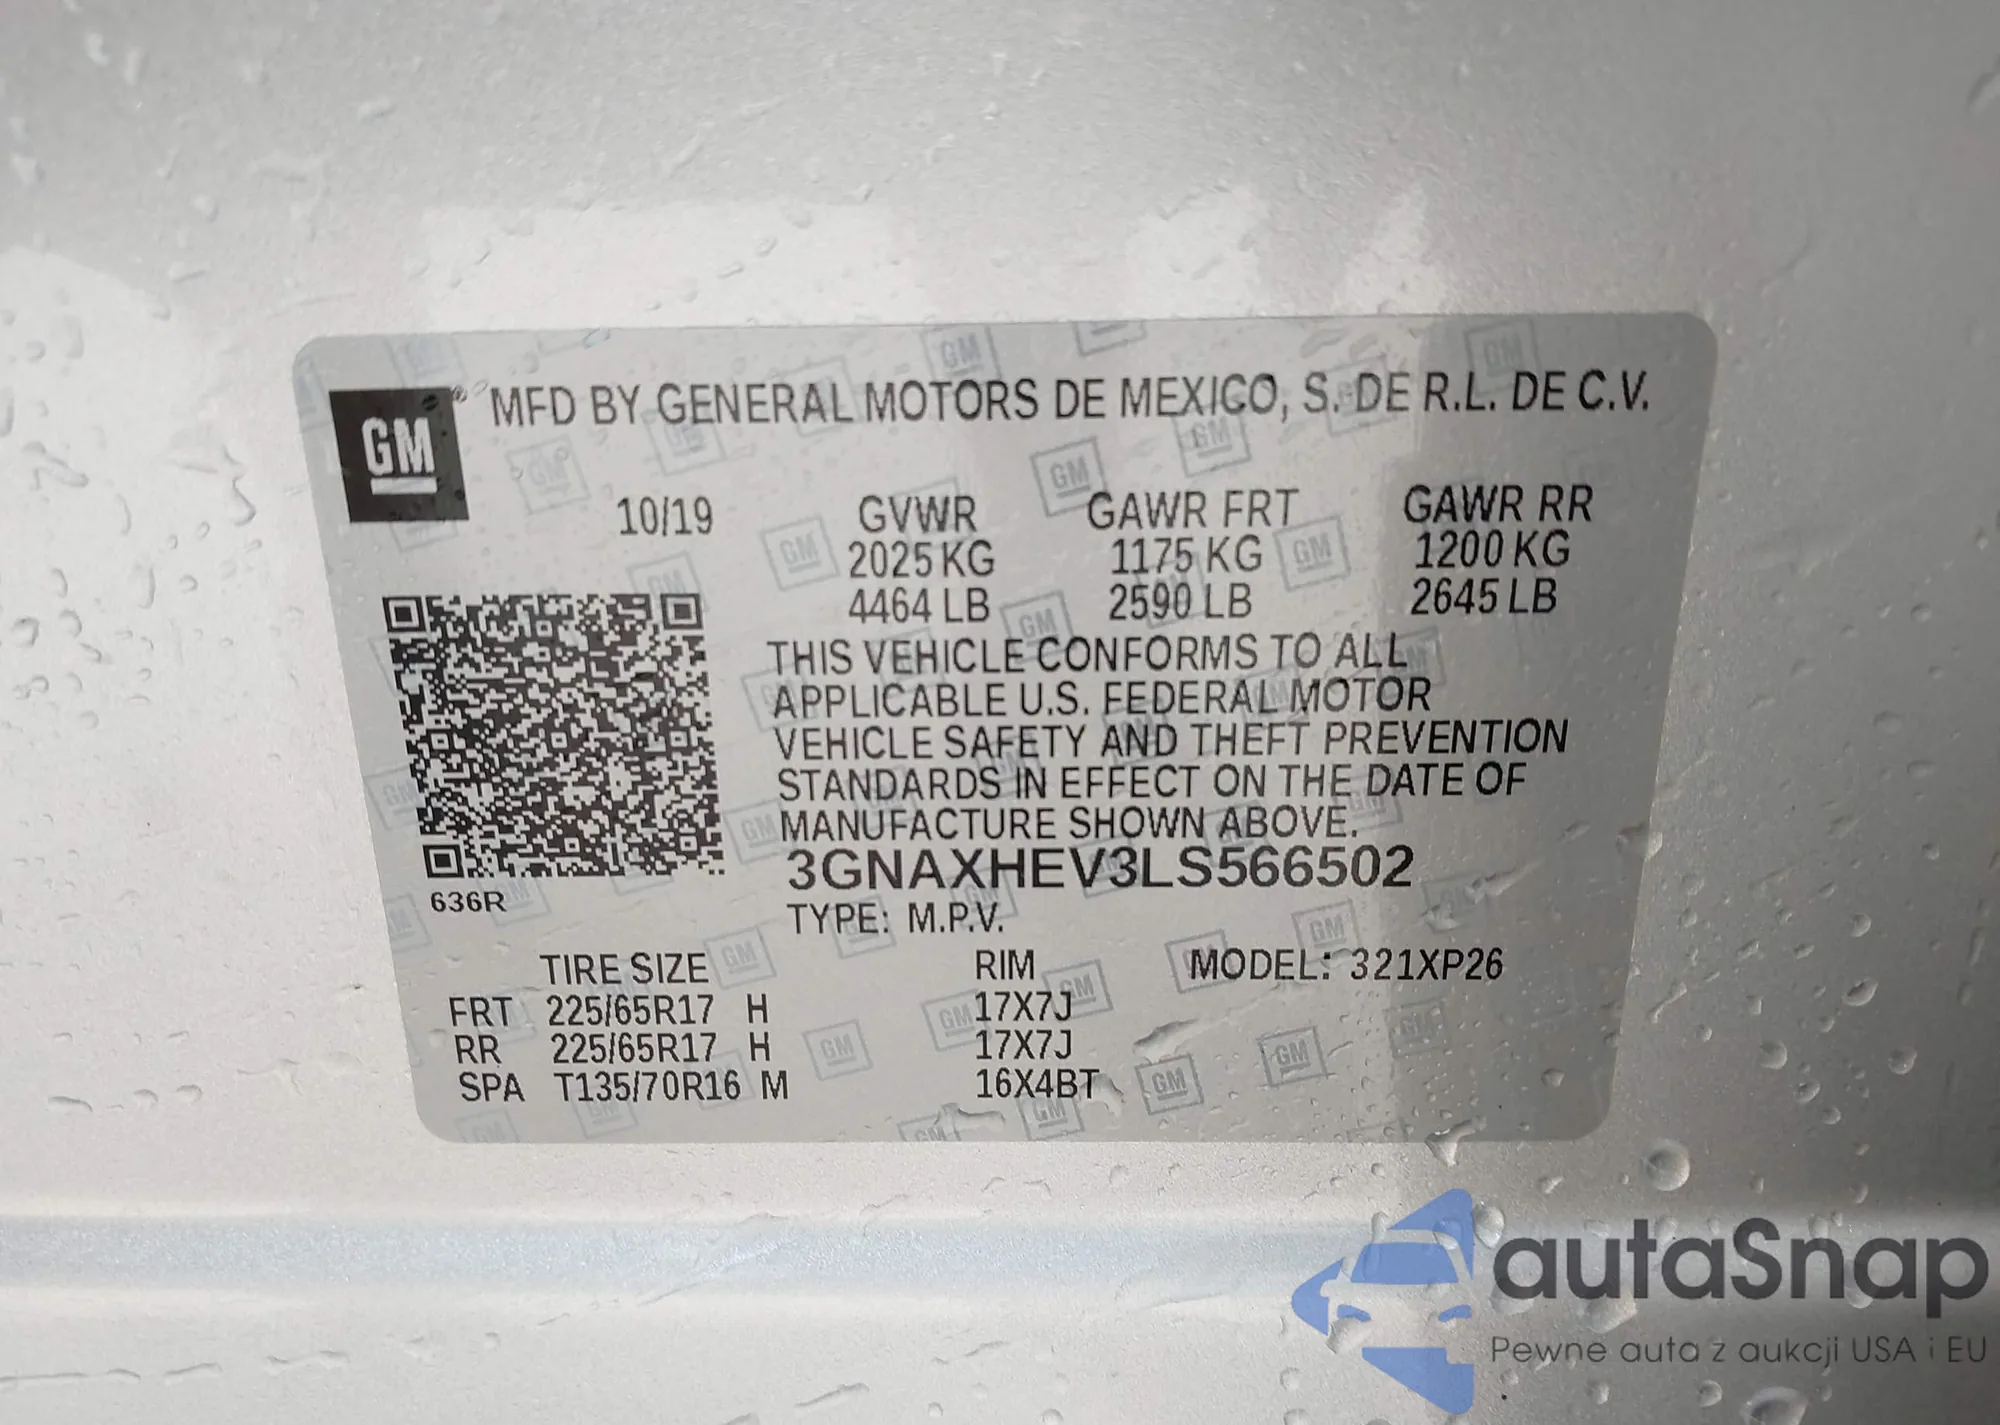 GM® MFD BY GENERAL MOTORS DE MEXICO, S. DE R.L. DE C.V.
10/19 GVWR GAWR FRT GAWR RR
2025 KG 1175 KG 1200 KG
4464 LB 2590 LB 2645 LB
THIS VEHICLE CONFORMS TO ALL
APPLICABLE U.S. FEDERAL MOTOR
VEHICLE SAFETY AND THEFT PREVENTION
STANDARDS IN EFFECT ON THE DATE OF
MANUFACTURE SHOWN ABOVE.
3GNAXHEV3LS566502
636R
TYPE: M.P.V.
TIRE SIZE RIM MODEL: 321XP26
FRT 225/65R17 H 17X7J
RR 225/65R17 H 17X7J
SPA T135/70R16 M 16X4BT
autaSnap
Pewne auta z aukcji USA i EU